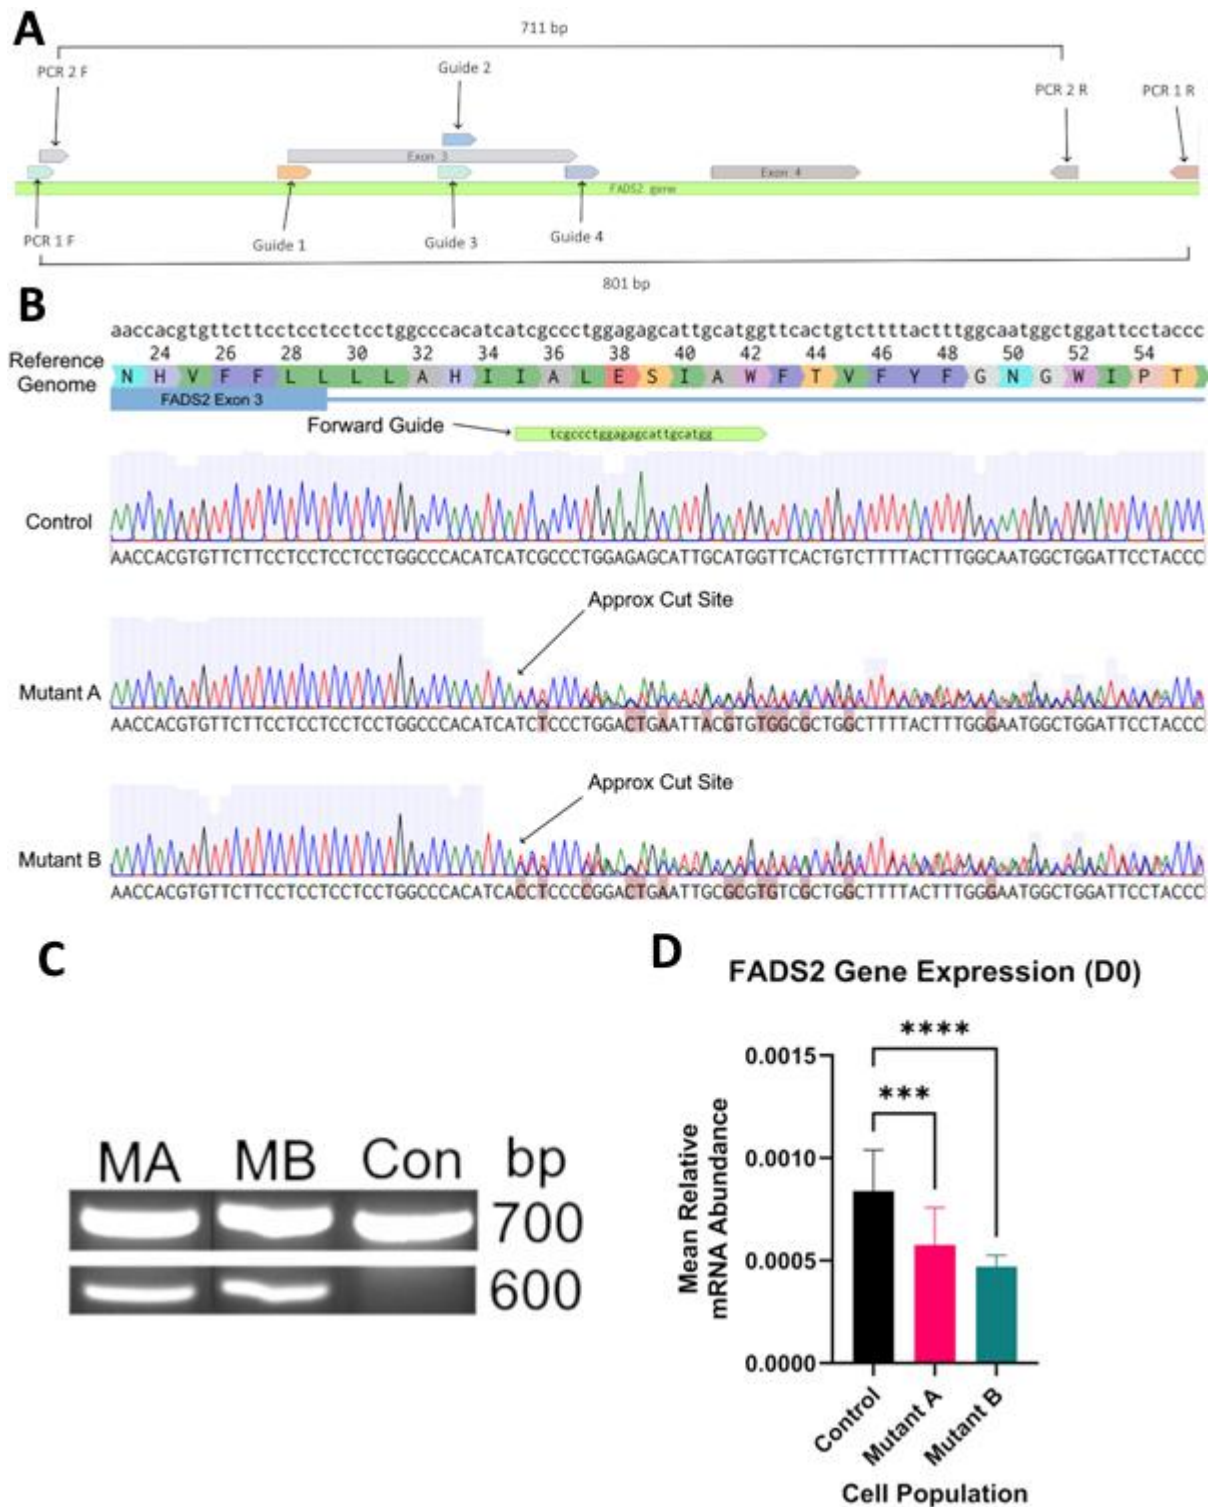 A
711 bp
PCR 2 F
Guide 2
PCR 2 R
PCR 1 R
Exon 3
Exon 4
FADS2 gene
PCR 1 F
Guide 1
Guide 3
Guide 4
801 bp
B
aaccacgtgttcttcctcctcctcctggcccacatcatcgccctggagagcattgcatggttcactgtcttttactttggcaatggctggattcctaccc
24 26 28 30 32 34 36 38 40 42 44 46 48 50 52 54
Reference
Genome
N H V F F L L L L A H I I A L E S I A W F T V F Y F G N G W I P T
FADS2 Exon 3
Forward Guide
tcgccctggagagcattgcatgg
Control
AACCACGTGTTCTTCCTCCTCCTCCTGGCCCACATCATCGCCCTGGAGAGCATTGCATGGTTCACTGTCTTTTACTTTGGCAATGGCTGGATTCCTACCC
Approx Cut Site
Mutant A
AACCACGTGTTCTTCCTCCTCCTCCTGGCCCACATCATCTCCCTGGACTGAATTACGTGTGGCGCTGGCTTTTACTTTGGGAATGGCTGGATTCCTACCC
Approx Cut Site
Mutant B
AACCACGTGTTCTTCCTCCTCCTCCTGGCCCACATCACCTCCCCGGACTGAATTGCGCGTGTCGCTGGCTTTTACTTTGGGAATGGCTGGATTCCTACCC
C
MA MB Con bp
700
600
D
FADS2 Gene Expression (D0)
****
***
0.0015
0.0010
0.0005
0.0000
Mean Relative
mRNA Abundance
Control
Mutant A
Mutant B
Cell Population